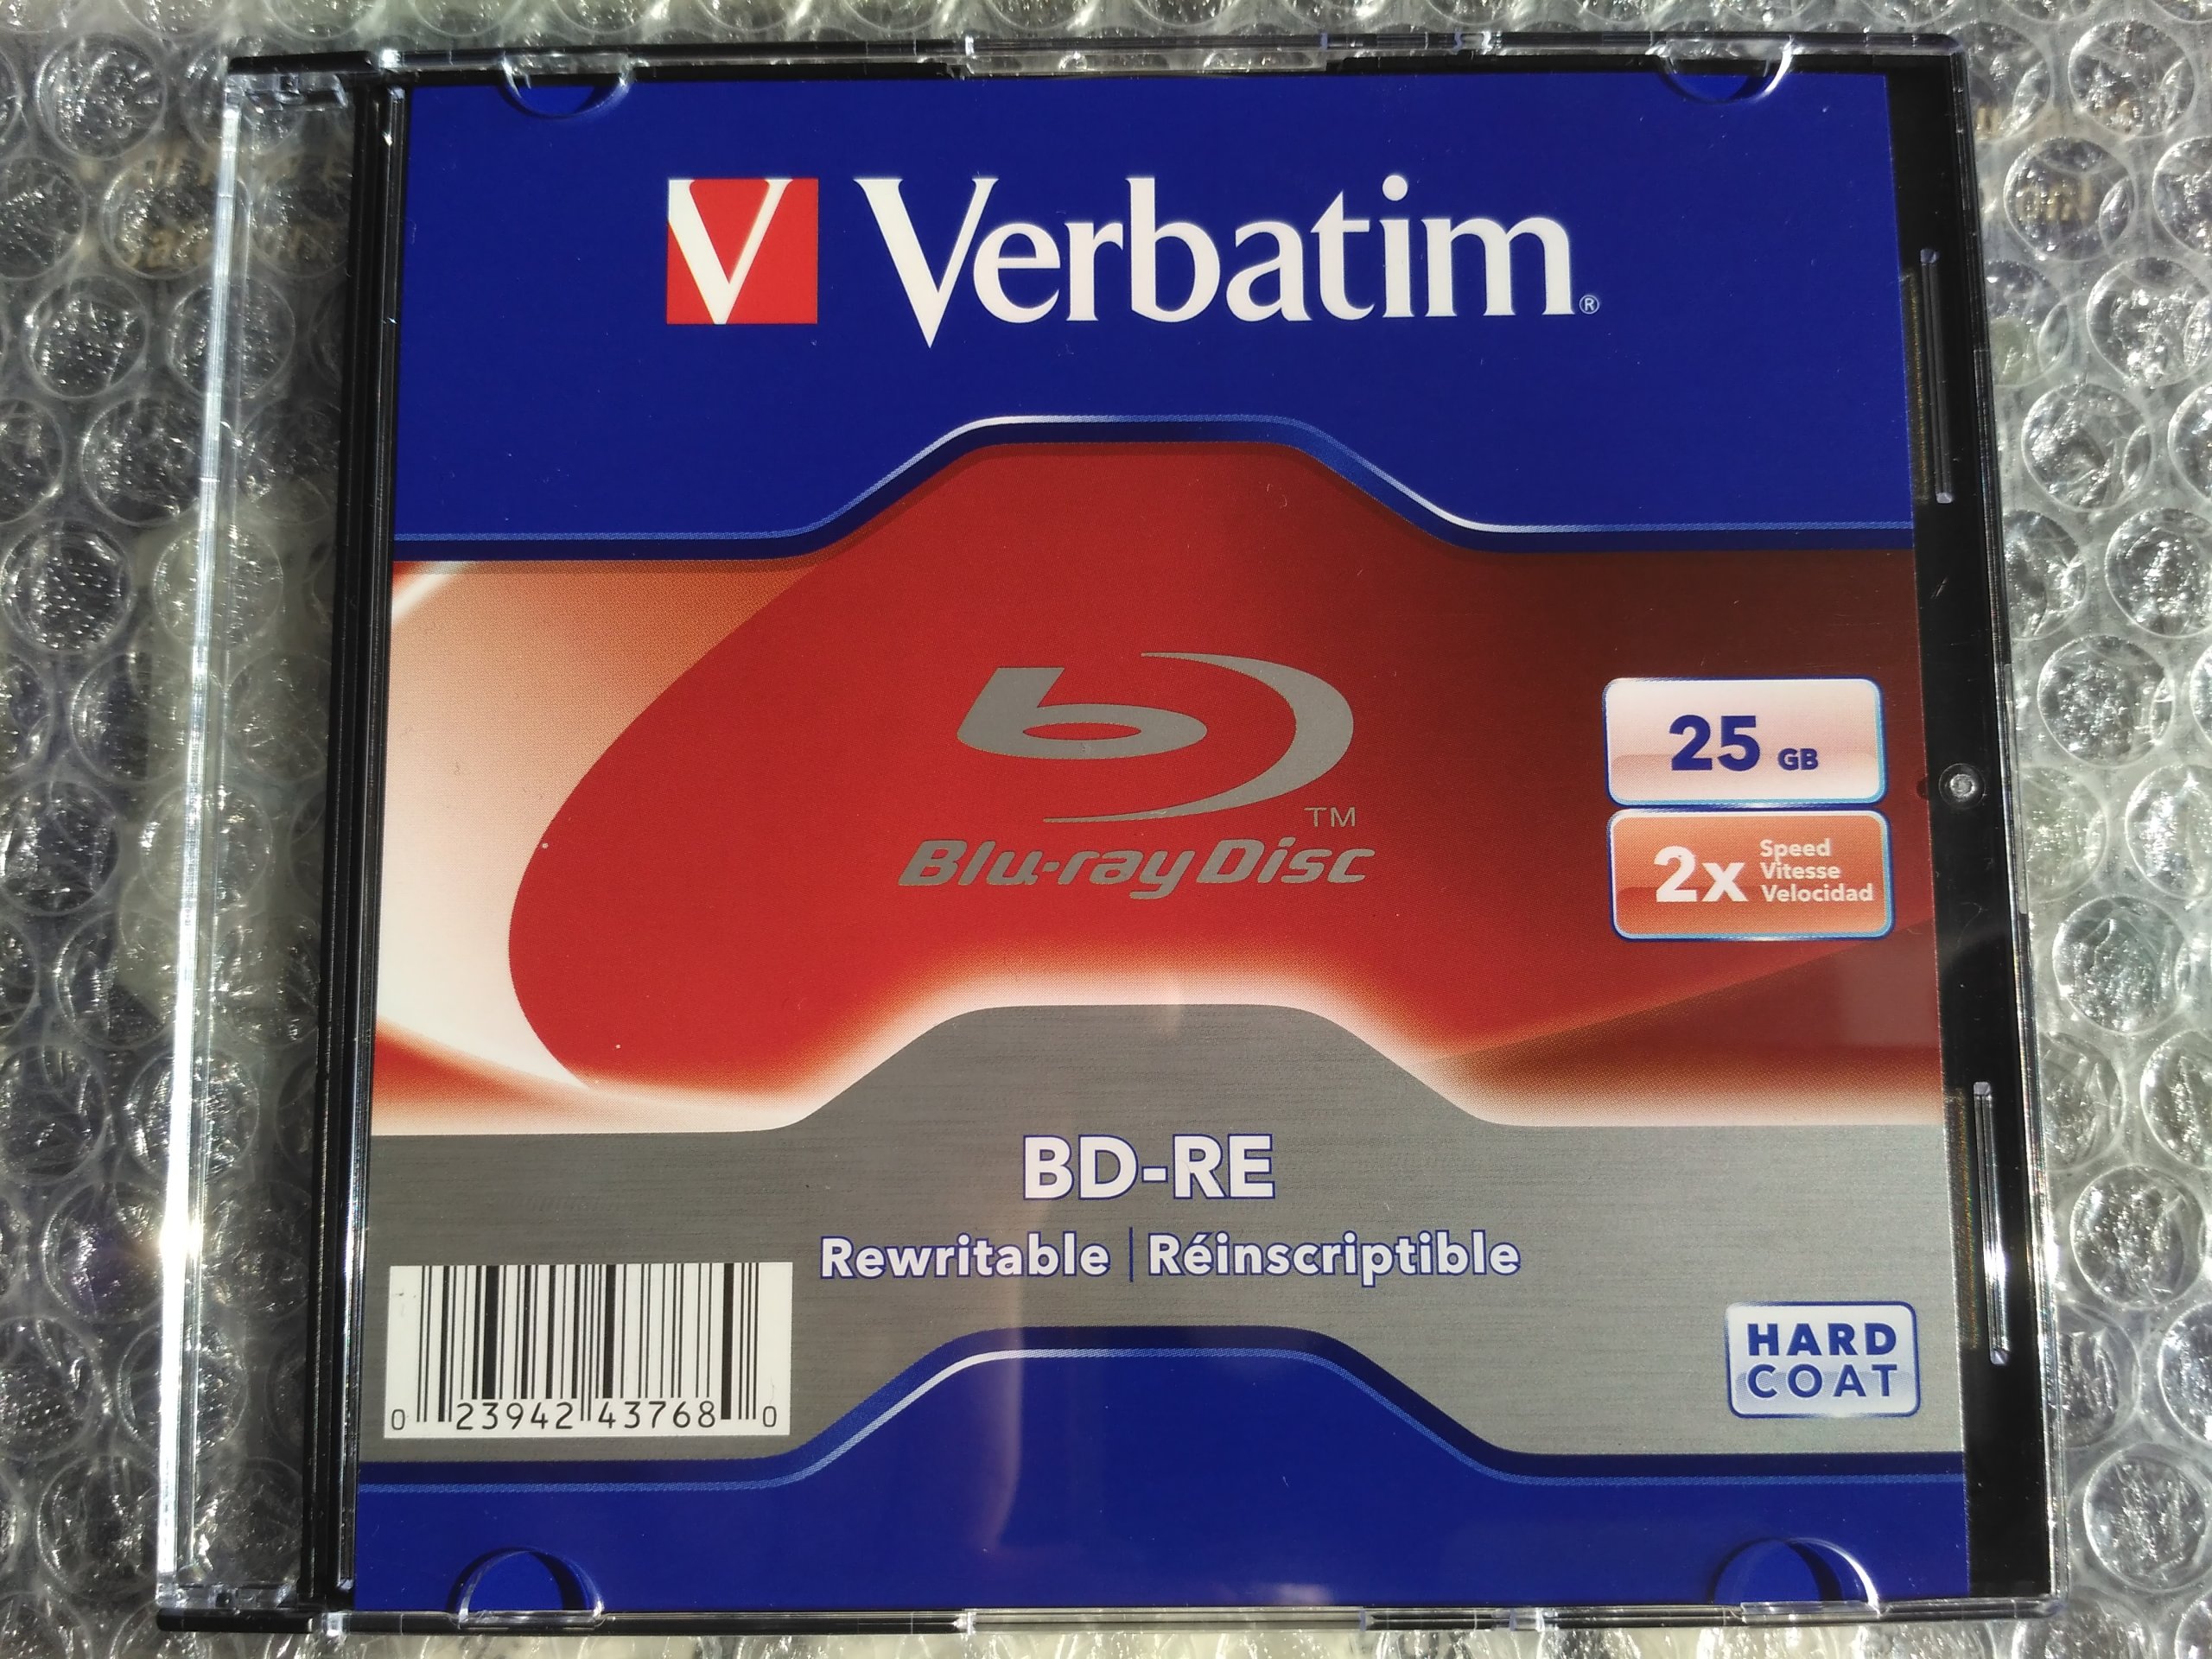 V Verbatim®
b
™
Blu-ray Disc
25 GB
2x Speed
Vitesse
Velocidad
BD-RE
Rewritable | Réinscriptible
HARD
COAT
0 23942 43768 0